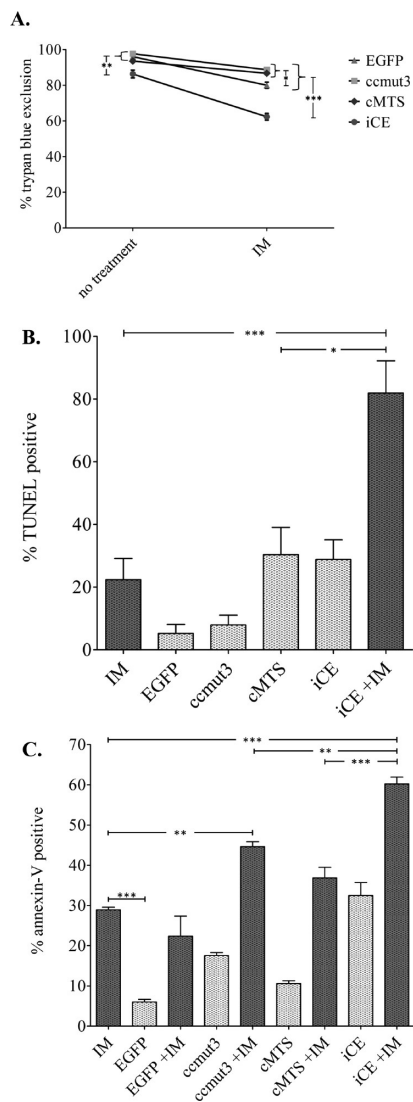 A.
% trypan blue exclusion
100
80
60
40
20
0
**
*
***
EGFP
ccmut3
cMTS
iCE
no treatment
IM
B.
% TUNEL positive
100
80
60
40
20
0
***
*
IM
EGFP
ccmut3
cMTS
iCE
iCE +IM
C.
% annexin-V positive
70
60
50
40
30
20
10
0
***
**
***
**
***
IM
EGFP
EGFP +IM
ccmut3
ccmut3 +IM
cMTS
cMTS +IM
iCE
iCE +IM